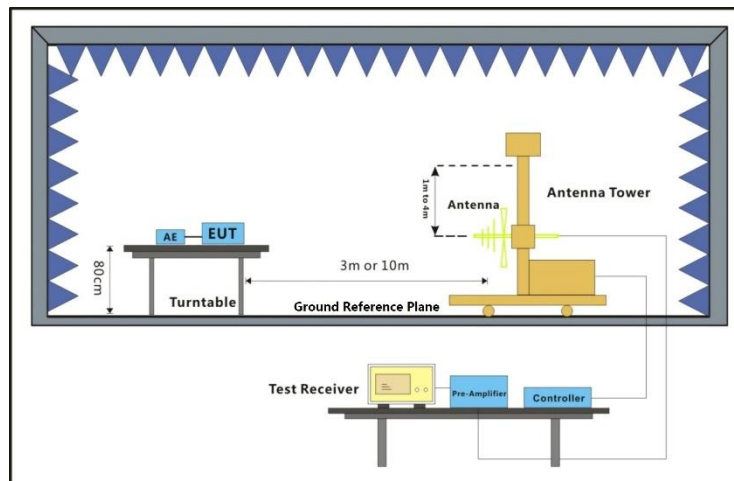 1m to 4m
Antenna
Antenna Tower
AE
EUT
80cm
3m or 10m
Turntable
Ground Reference Plane
Test Receiver
Pre-Amplifier
Controller